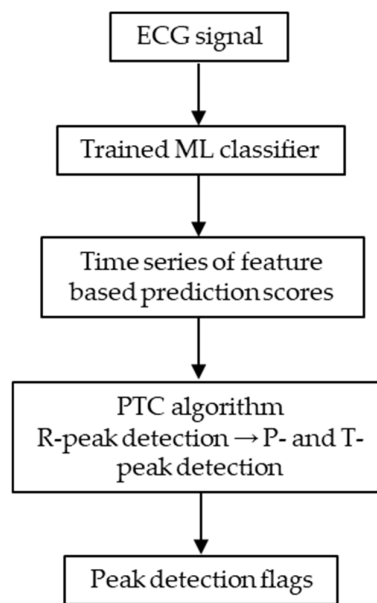 ECG signal
Trained ML classifier
Time series of feature
based prediction scores
PTC algorithm
R-peak detection → P- and T-
peak detection
Peak detection flags